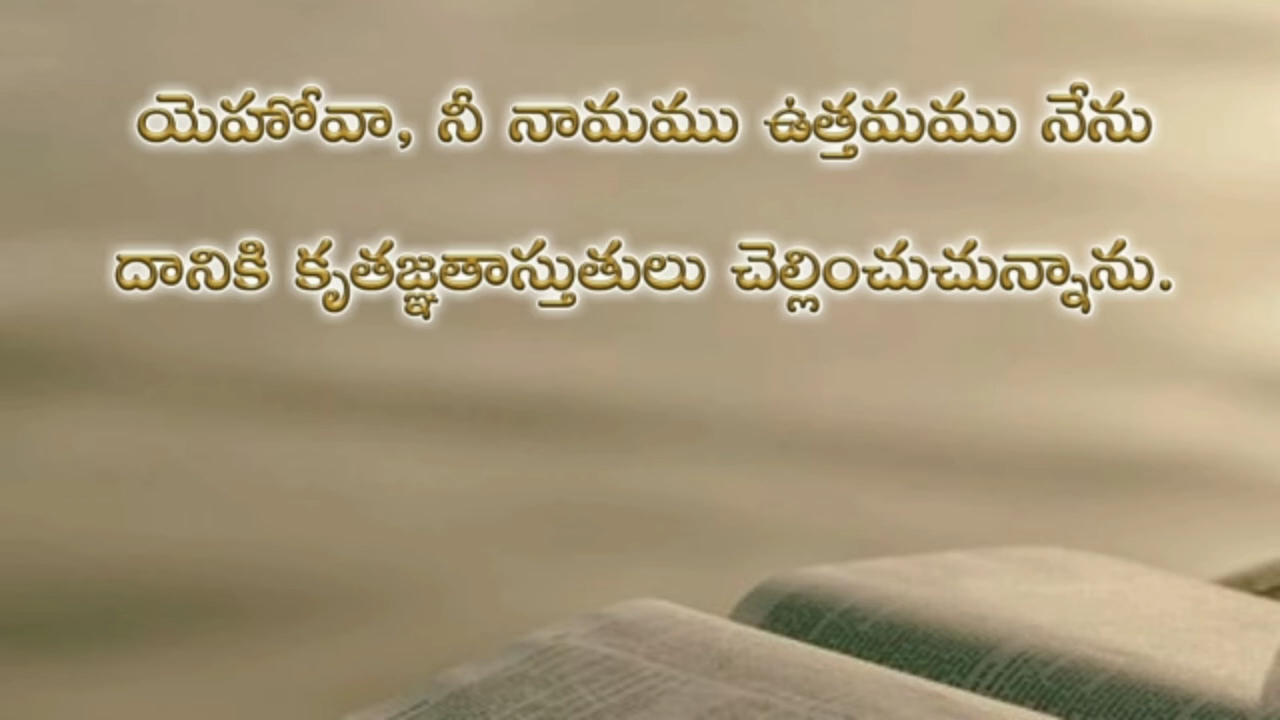 యెహోవా, నీ నామము ఉత్తమము నేను
దానికి కృతజ్ఞతాస్తుతులు చెల్లించుచున్నాను.